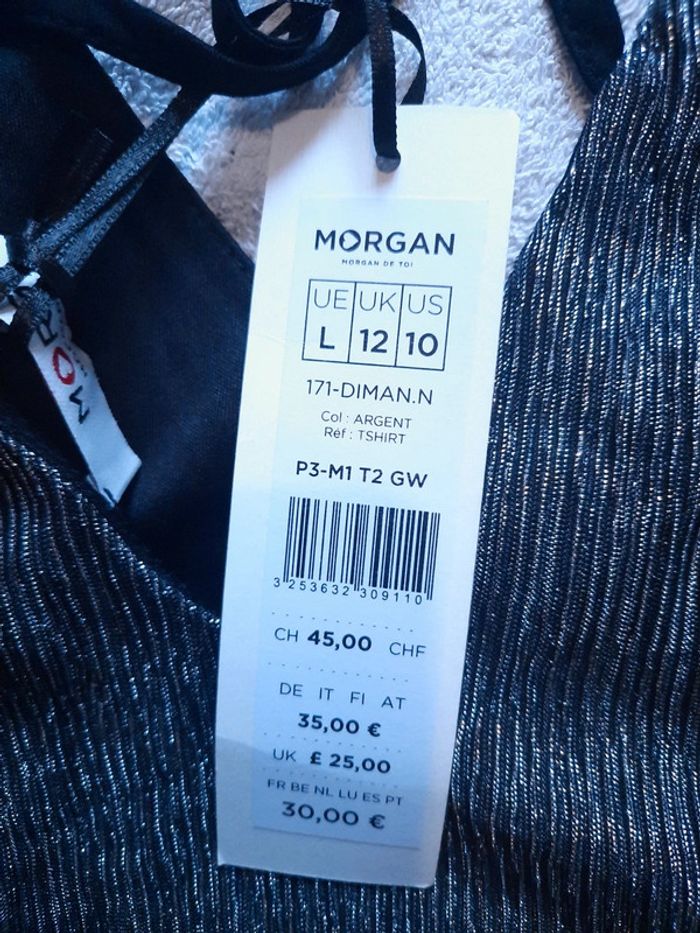 MORGAN
MORGAN DE TOI
UE UK US
L 12 10
171-DIMAN.N
Col : ARGENT
Réf : TSHIRT
P3-M1 T2 GW
3 253632 309110
CH 45,00 CHF
DE IT FI AT
35,00 €
UK £ 25,00
FR BE NL LU ES PT
30,00 €